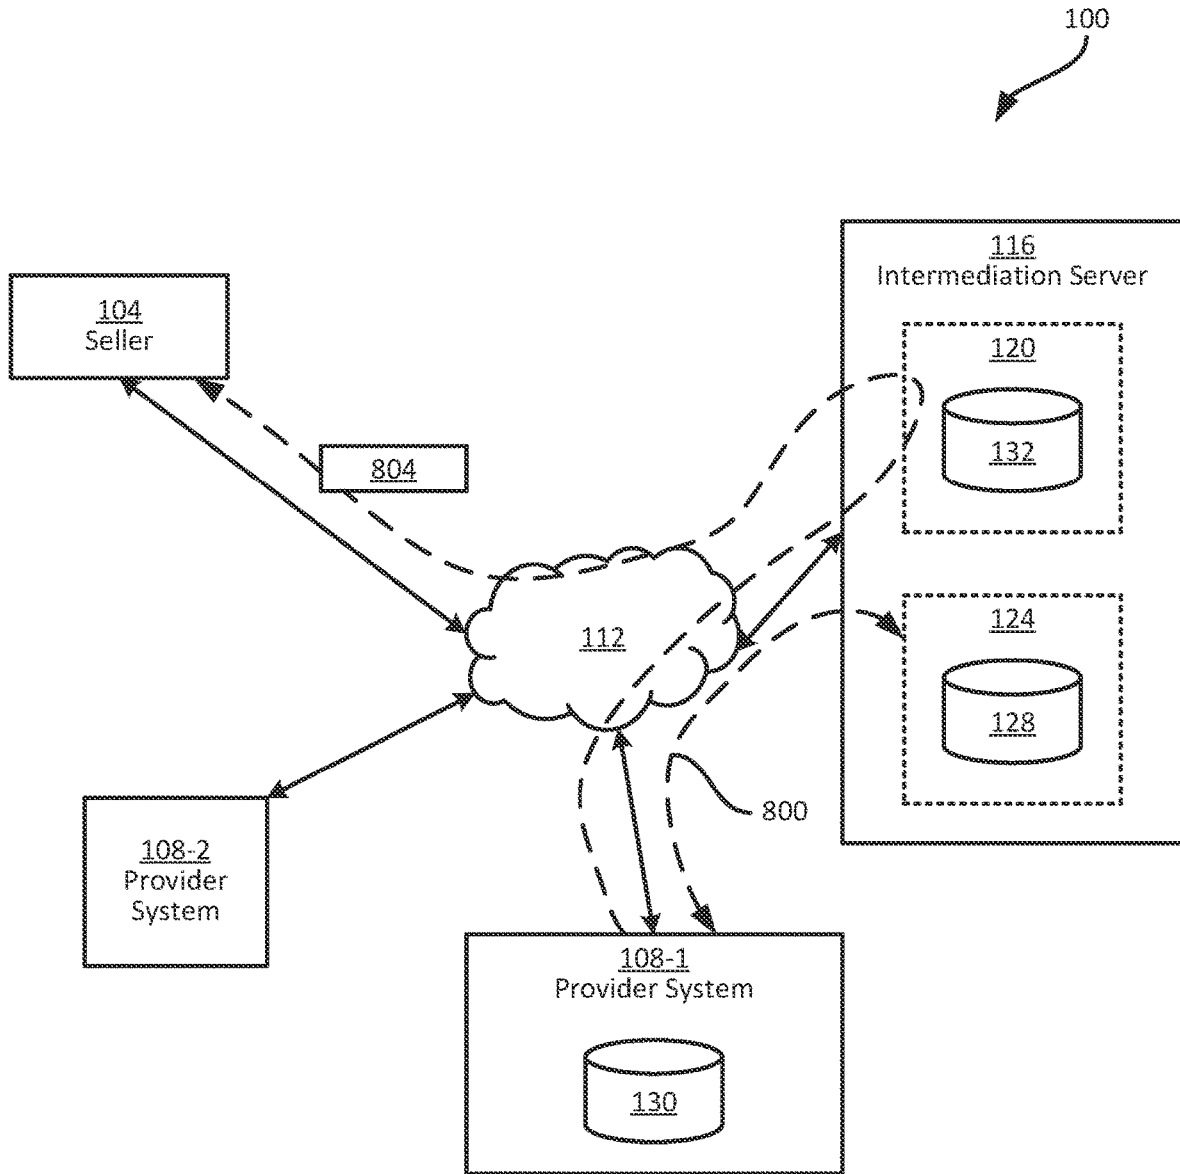 100
116
Intermediation Server
104
Seller
120
132
804
112
124
128
800
108-2
Provider
System
108-1
Provider System
130